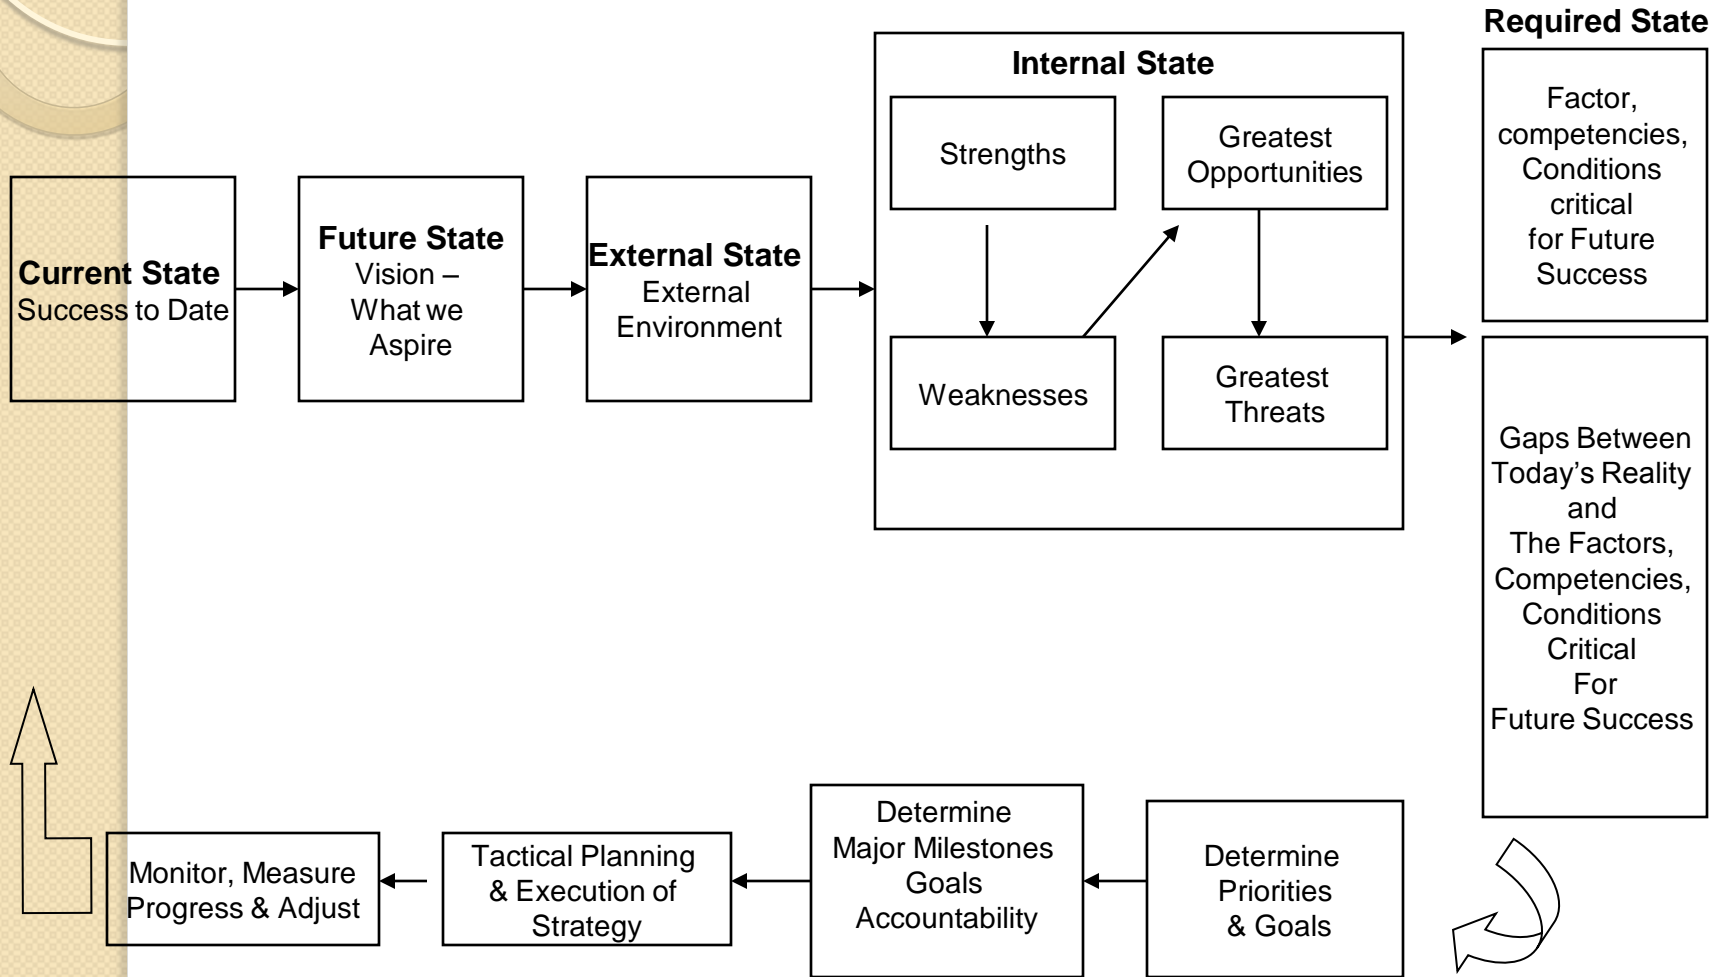 Current State
Success to Date
Future State
Vision –
What we
Aspire
External State
External
Environment
Internal State
Strengths
Weaknesses
Greatest
Opportunities
Greatest
Threats
Required State
Factor,
competencies,
Conditions
critical
for Future
Success
Gaps Between
Today’s Reality
and
The Factors,
Competencies,
Conditions
Critical
For
Future Success
Determine
Priorities
& Goals
Determine
Major Milestones
Goals
Accountability
Tactical Planning
& Execution of
Strategy
Monitor, Measure
Progress & Adjust